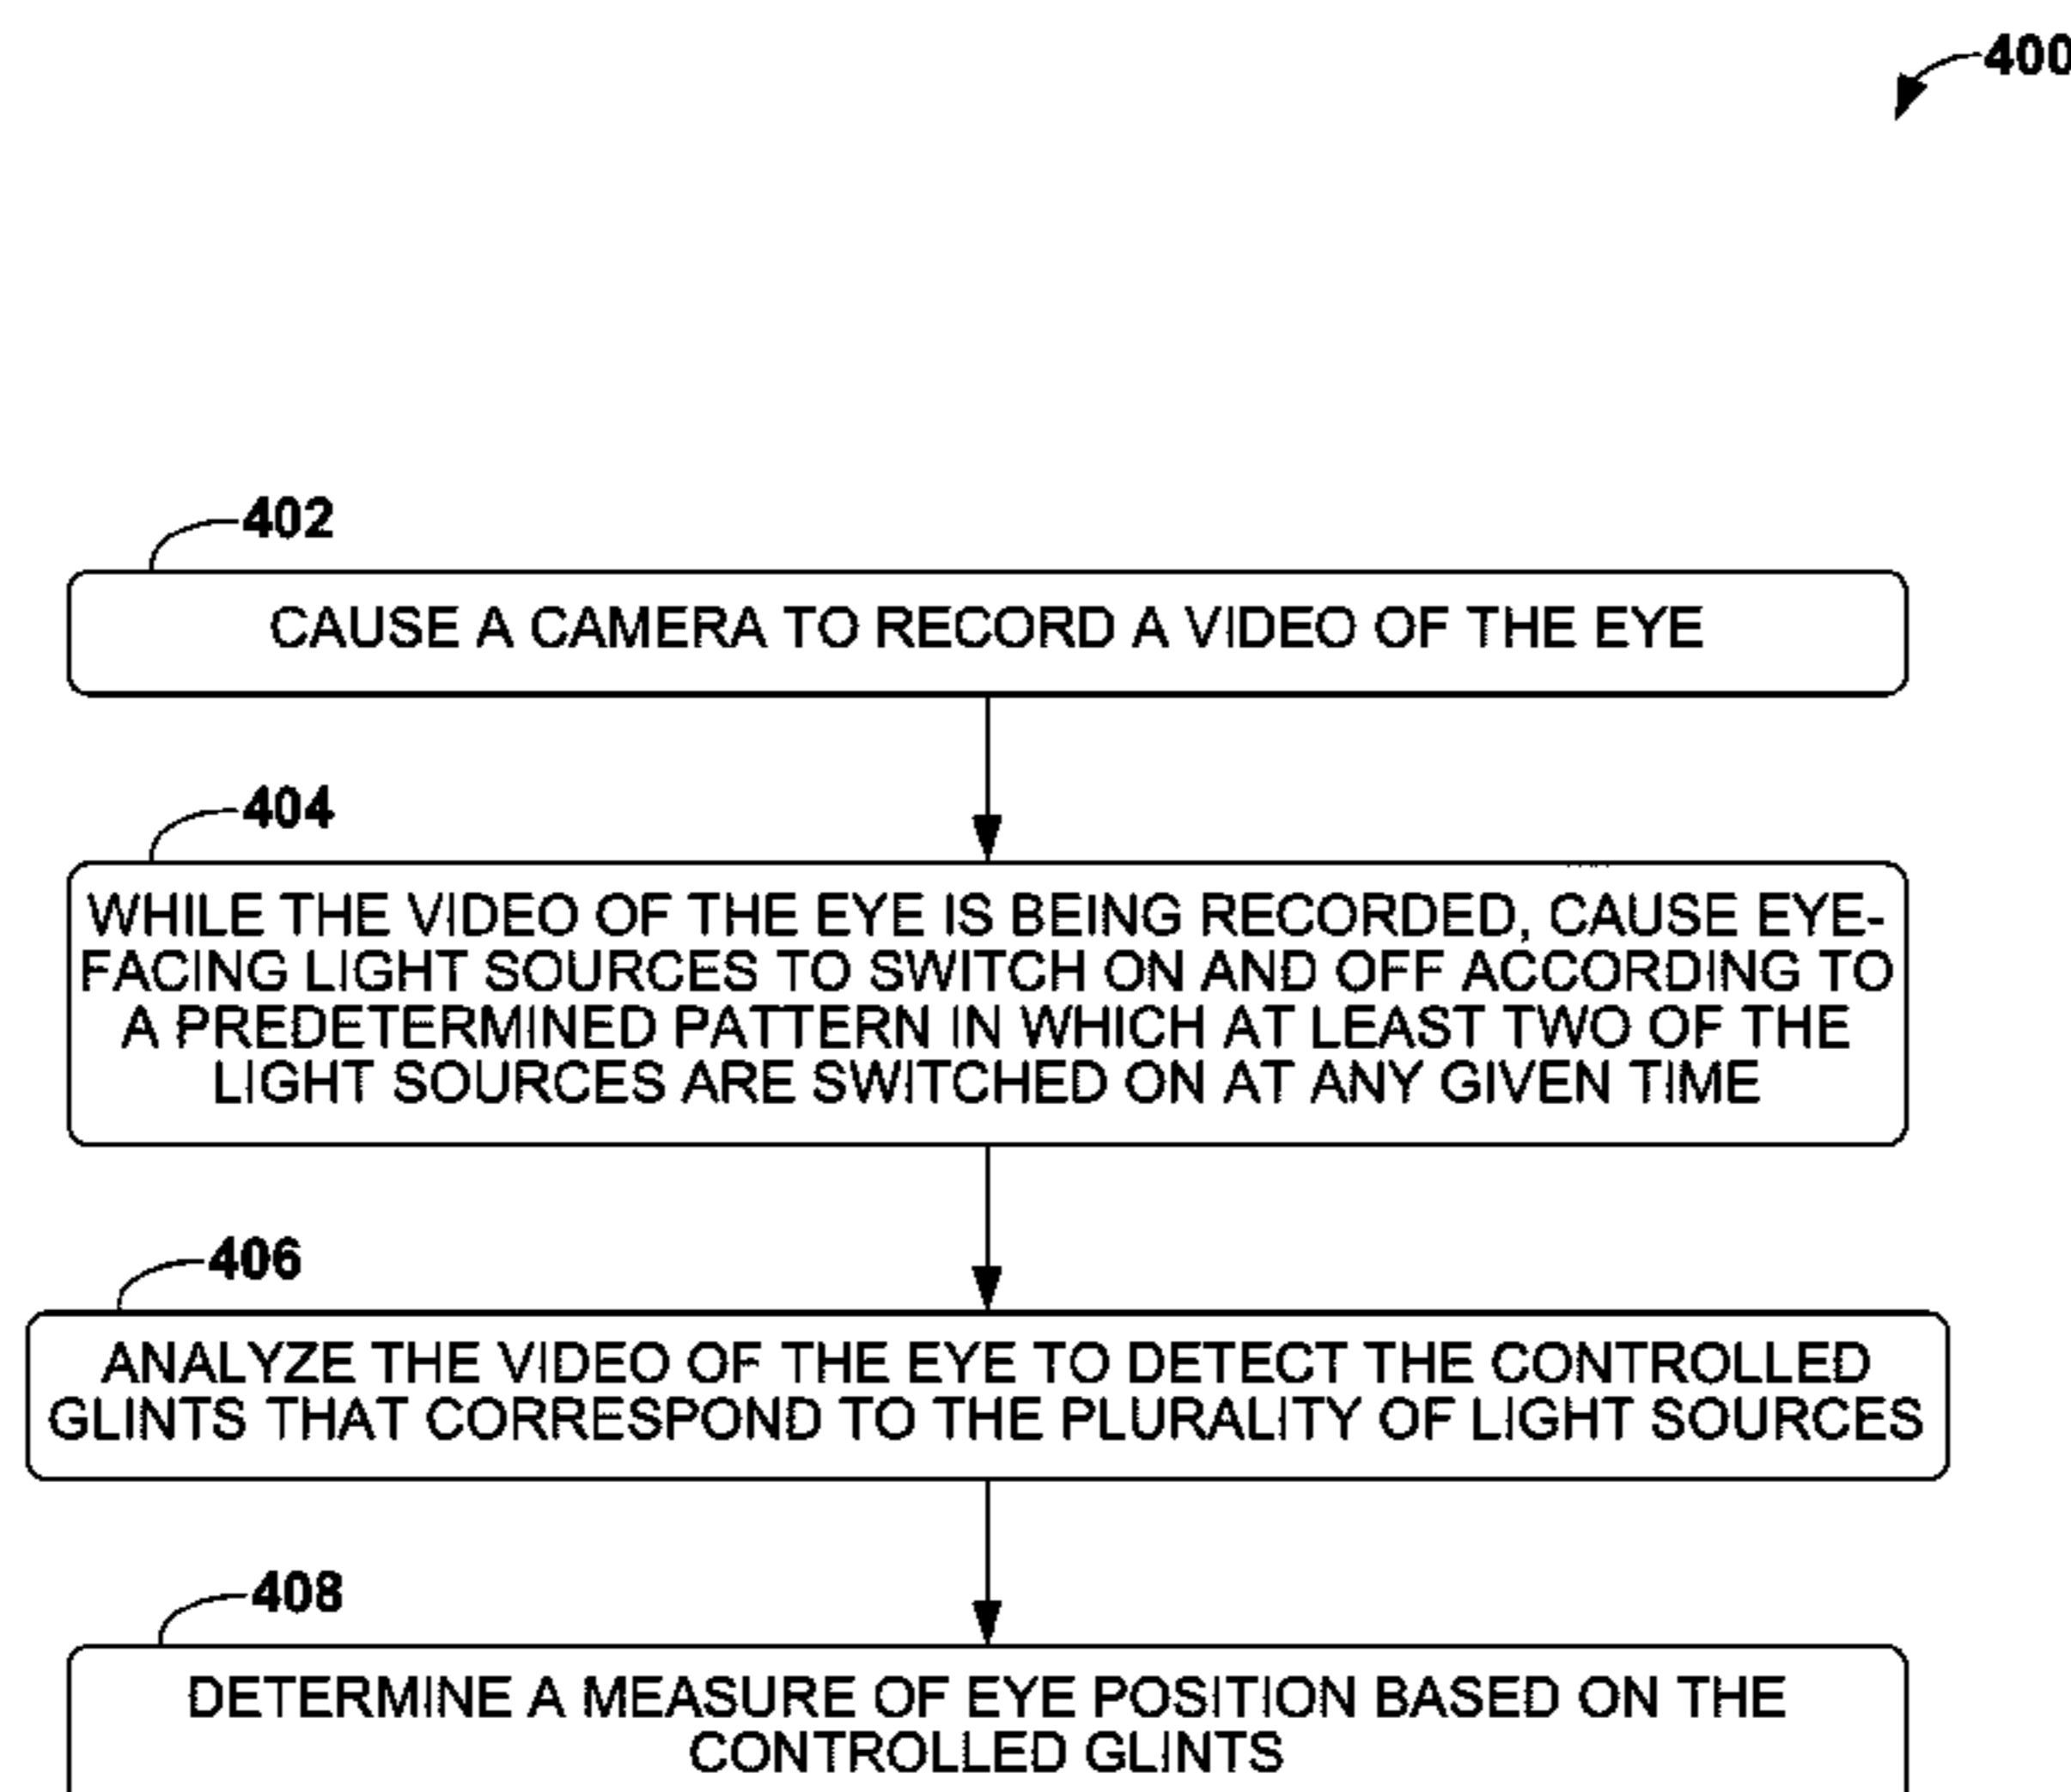 400
402
CAUSE A CAMERA TO RECORD A VIDEO OF THE EYE
404
WHILE THE VIDEO OF THE EYE IS BEING RECORDED, CAUSE EYE-
FACING LIGHT SOURCES TO SWITCH ON AND OFF ACCORDING TO
A PREDETERMINED PATTERN IN WHICH AT LEAST TWO OF THE
LIGHT SOURCES ARE SWITCHED ON AT ANY GIVEN TIME
406
ANALYZE THE VIDEO OF THE EYE TO DETECT THE CONTROLLED
GLINTS THAT CORRESPOND TO THE PLURALITY OF LIGHT SOURCES
408
DETERMINE A MEASURE OF EYE POSITION BASED ON THE
CONTROLLED GLINTS